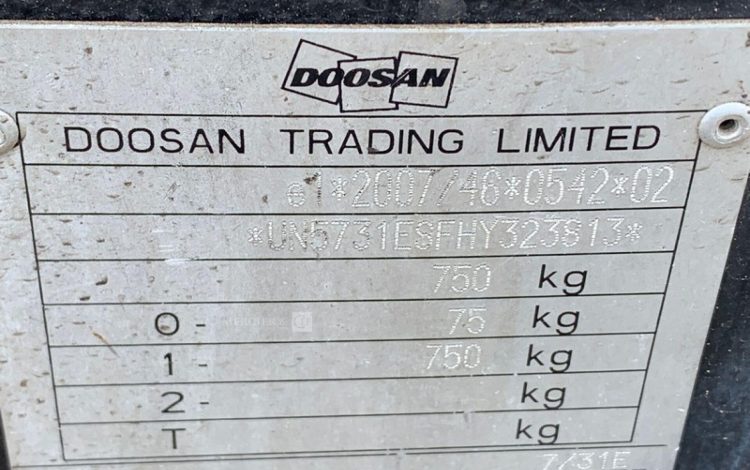 DOOSAN
DOOSAN TRADING LIMITED
e1*2007/46*0542*02
*UN5731ESFHY323813*
750 kg
0- 75 kg
1- 750 kg
2- kg
T kg
7/31E